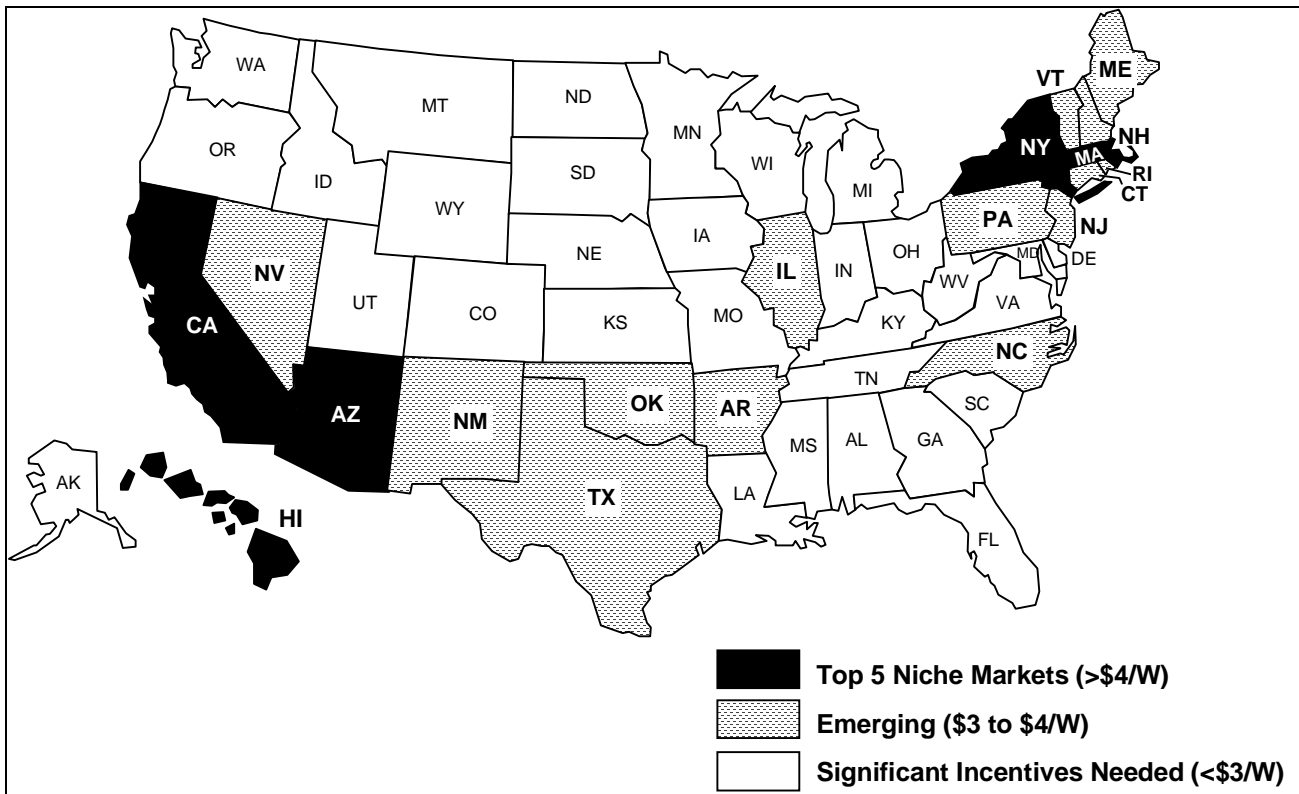 WA
MT
ND
MN
VT
ME
OR
ID
SD
WI
MI
NY
MA
NH
RI
CT
WY
IA
PA
NJ
NV
NE
IL
IN
OH
MD
DE
UT
CO
WV
VA
CA
KS
MO
KY
NC
TN
AZ
NM
OK
AR
SC
MS
AL
GA
AK
TX
LA
HI
FL
Top 5 Niche Markets (>$4/W)
Emerging ($3 to $4/W)
Significant Incentives Needed (<$3/W)